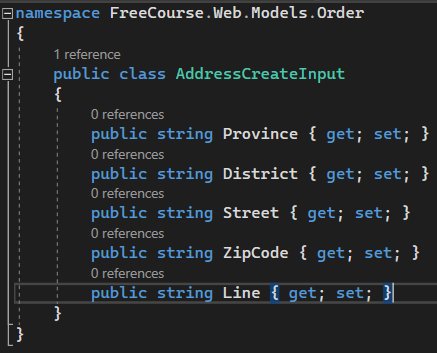 namespace FreeCourse.Web.Models.Order
{
1 reference
public class AddressCreateInput
{
0 references
public string Province { get; set; }
0 references
public string District { get; set; }
0 references
public string Street { get; set; }
0 references
public string ZipCode { get; set; }
0 references
public string Line { get; set; }
}
}